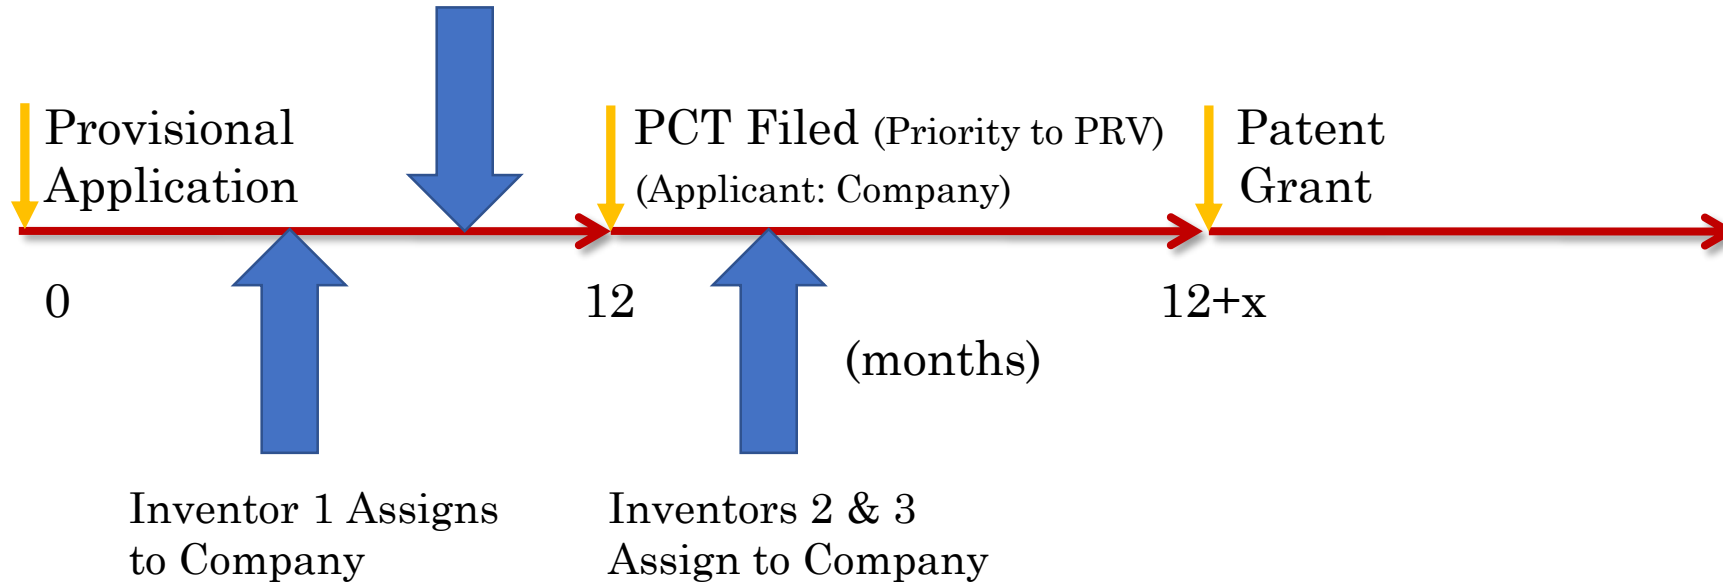 Provisional
Application
PCT Filed (Priority to PRV)
(Applicant: Company)
Patent
Grant
0
12
12+x
(months)
Inventor 1 Assigns
to Company
Inventors 2 & 3
Assign to Company